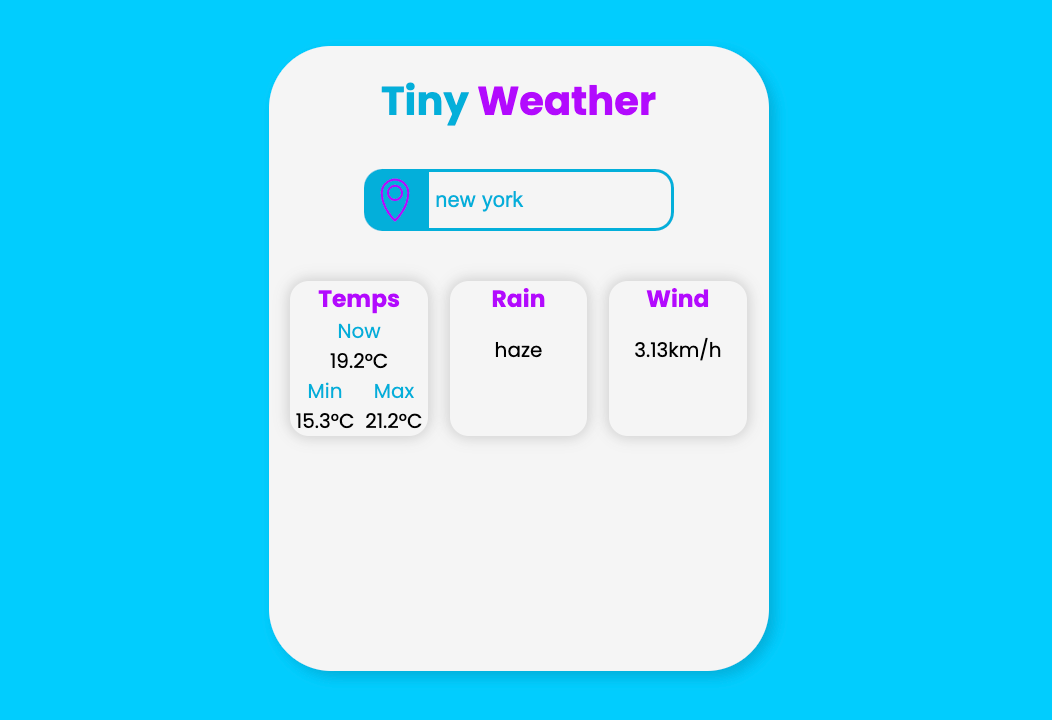 Tiny Weather
new york
Temps
Now
19.2°C
Min Max
15.3°C 21.2°C
Rain
haze
Wind
3.13km/h